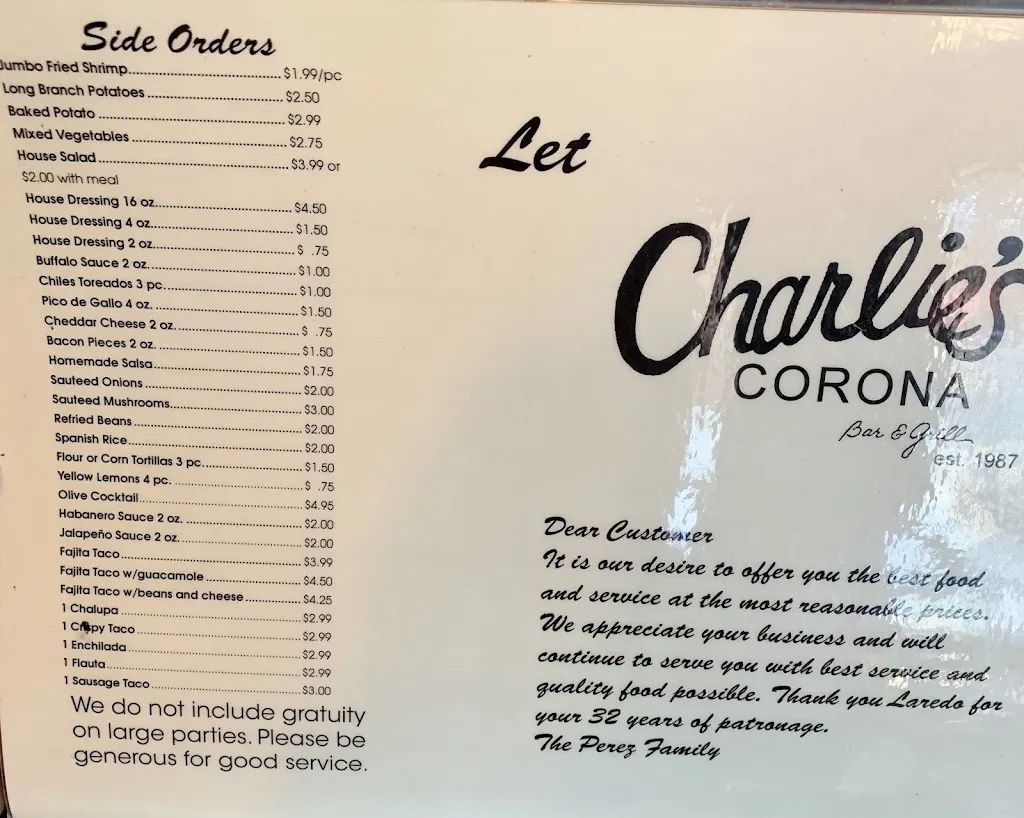 Side Orders
Jumbo Fried Shrimp.......... $1.99/pc
Long Branch Potatoes .......... $2.50
Baked Potato .......... $2.99
Mixed Vegetables .......... $2.75
House Salad .......... $3.99 or
$2.00 with meal
House Dressing 16 oz.......... $4.50
House Dressing 4 oz.......... $1.50
House Dressing 2 oz.......... $ .75
Buffalo Sauce 2 oz. .......... $1.00
Chiles Toreados 3 pc.......... $1.00
Pico de Gallo 4 oz. .......... $1.50
Cheddar Cheese 2 oz.......... $ .75
Bacon Pieces 2 oz. .......... $1.50
Homemade Salsa.......... $1.75
Sauteed Onions .......... $2.00
Sauteed Mushrooms.......... $3.00
Refried Beans .......... $2.00
Spanish Rice.......... $2.00
Flour or Corn Tortillas 3 pc.......... $1.50
Yellow Lemons 4 pc. .......... $ .75
Olive Cocktail.......... $4.95
Habanero Sauce 2 oz. .......... $2.00
Jalapeño Sauce 2 oz. .......... $2.00
Fajita Taco .......... $3.99
Fajita Taco w/guacamole .......... $4.50
Fajita Taco w/beans and cheese .......... $4.25
1 Chalupa .......... $2.99
1 Crispy Taco .......... $2.99
1 Enchilada .......... $2.99
1 Flauta .......... $2.99
1 Sausage Taco .......... $3.00
We do not include gratuity
on large parties. Please be
generous for good service.
Let
Charlie's
CORONA
Bar & Grill
est. 1987
Dear Customer
It is our desire to offer you the best food
and service at the most reasonable prices.
We appreciate your business and will
continue to serve you with best service and
quality food possible. Thank you Laredo for
your 32 years of patronage.
The Perez Family